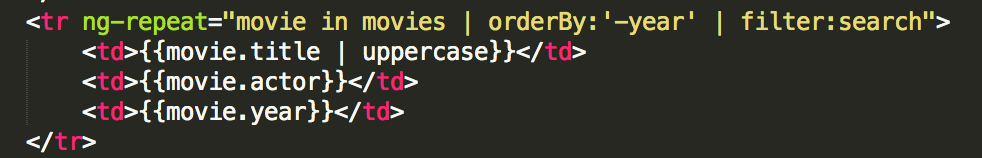 <tr ng-repeat="movie in movies | orderBy:'-year' | filter:search">
<td>{{movie.title | uppercase}}</td>
<td>{{movie.actor}}</td>
<td>{{movie.year}}</td>
</tr>